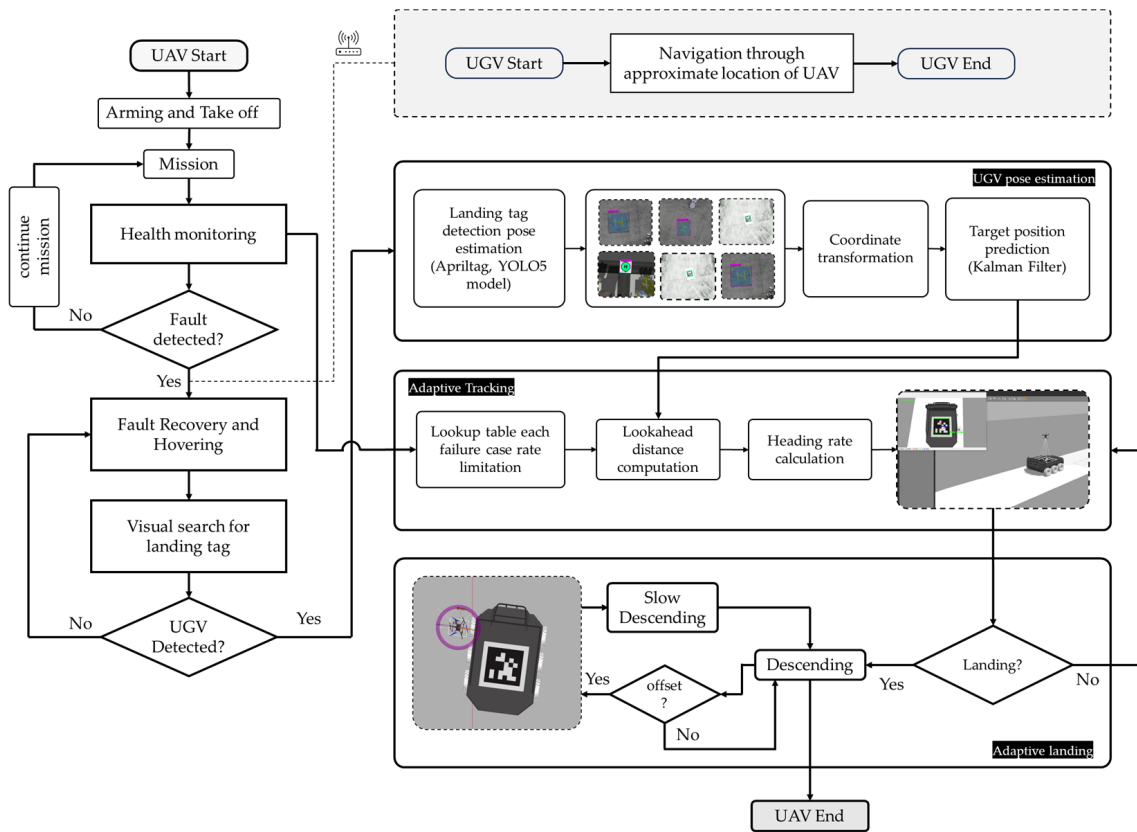 UAV Start
Arming and Take off
Mission
continue
mission
Health monitoring
No
Fault
detected?
Yes
Fault Recovery and
Hovering
Visual search for
landing tag
No
UGV
Detected?
Yes
UGV Start
Navigation through
approximate location of UAV
UGV End
UGV pose estimation
Landing tag
detection pose
estimation
(Apriltag, YOLO5
model)
Coordinate
transformation
Target position
prediction
(Kalman Filter)
Adaptive Tracking
Lookup table each
failure case rate
limitation
Lookahead
distance
computation
Heading rate
calculation
Slow
Descending
Descending
Yes
Landing?
No
Yes
offset
?
No
Adaptive landing
UAV End